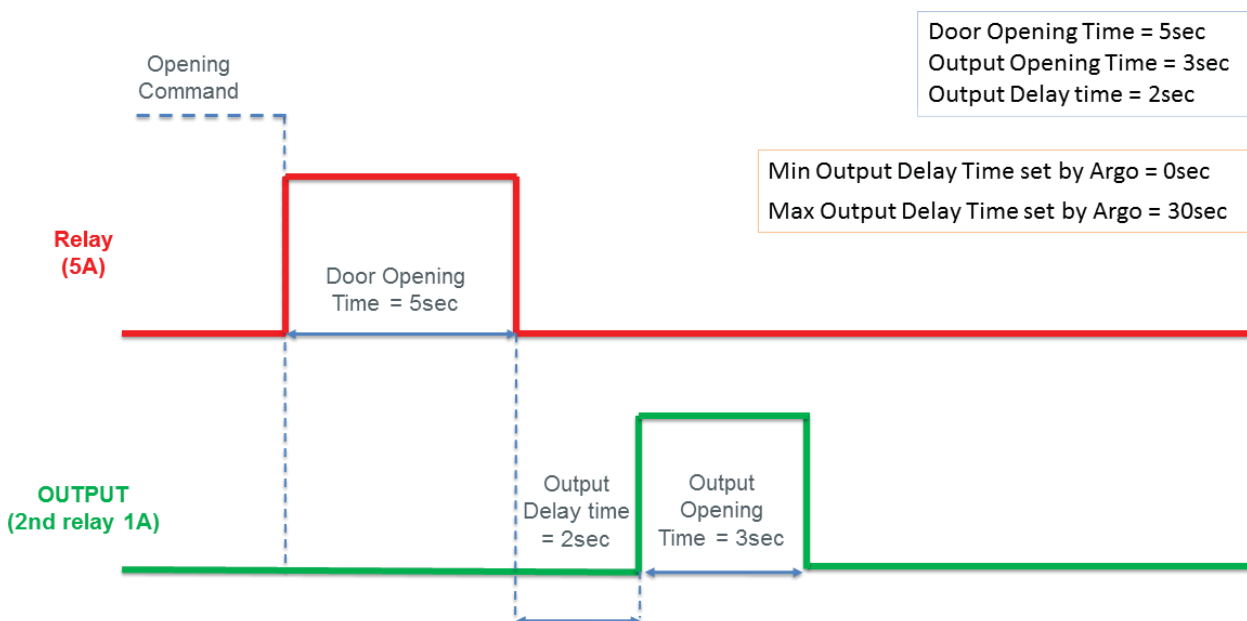 Opening
Command
Door Opening Time = 5sec
Output Opening Time = 3sec
Output Delay time = 2sec
Min Output Delay Time set by Argo = 0sec
Max Output Delay Time set by Argo = 30sec
Relay
(5A)
Door Opening
Time = 5sec
OUTPUT
(2nd relay 1A)
Output
Delay time
= 2sec
Output
Opening
Time = 3sec